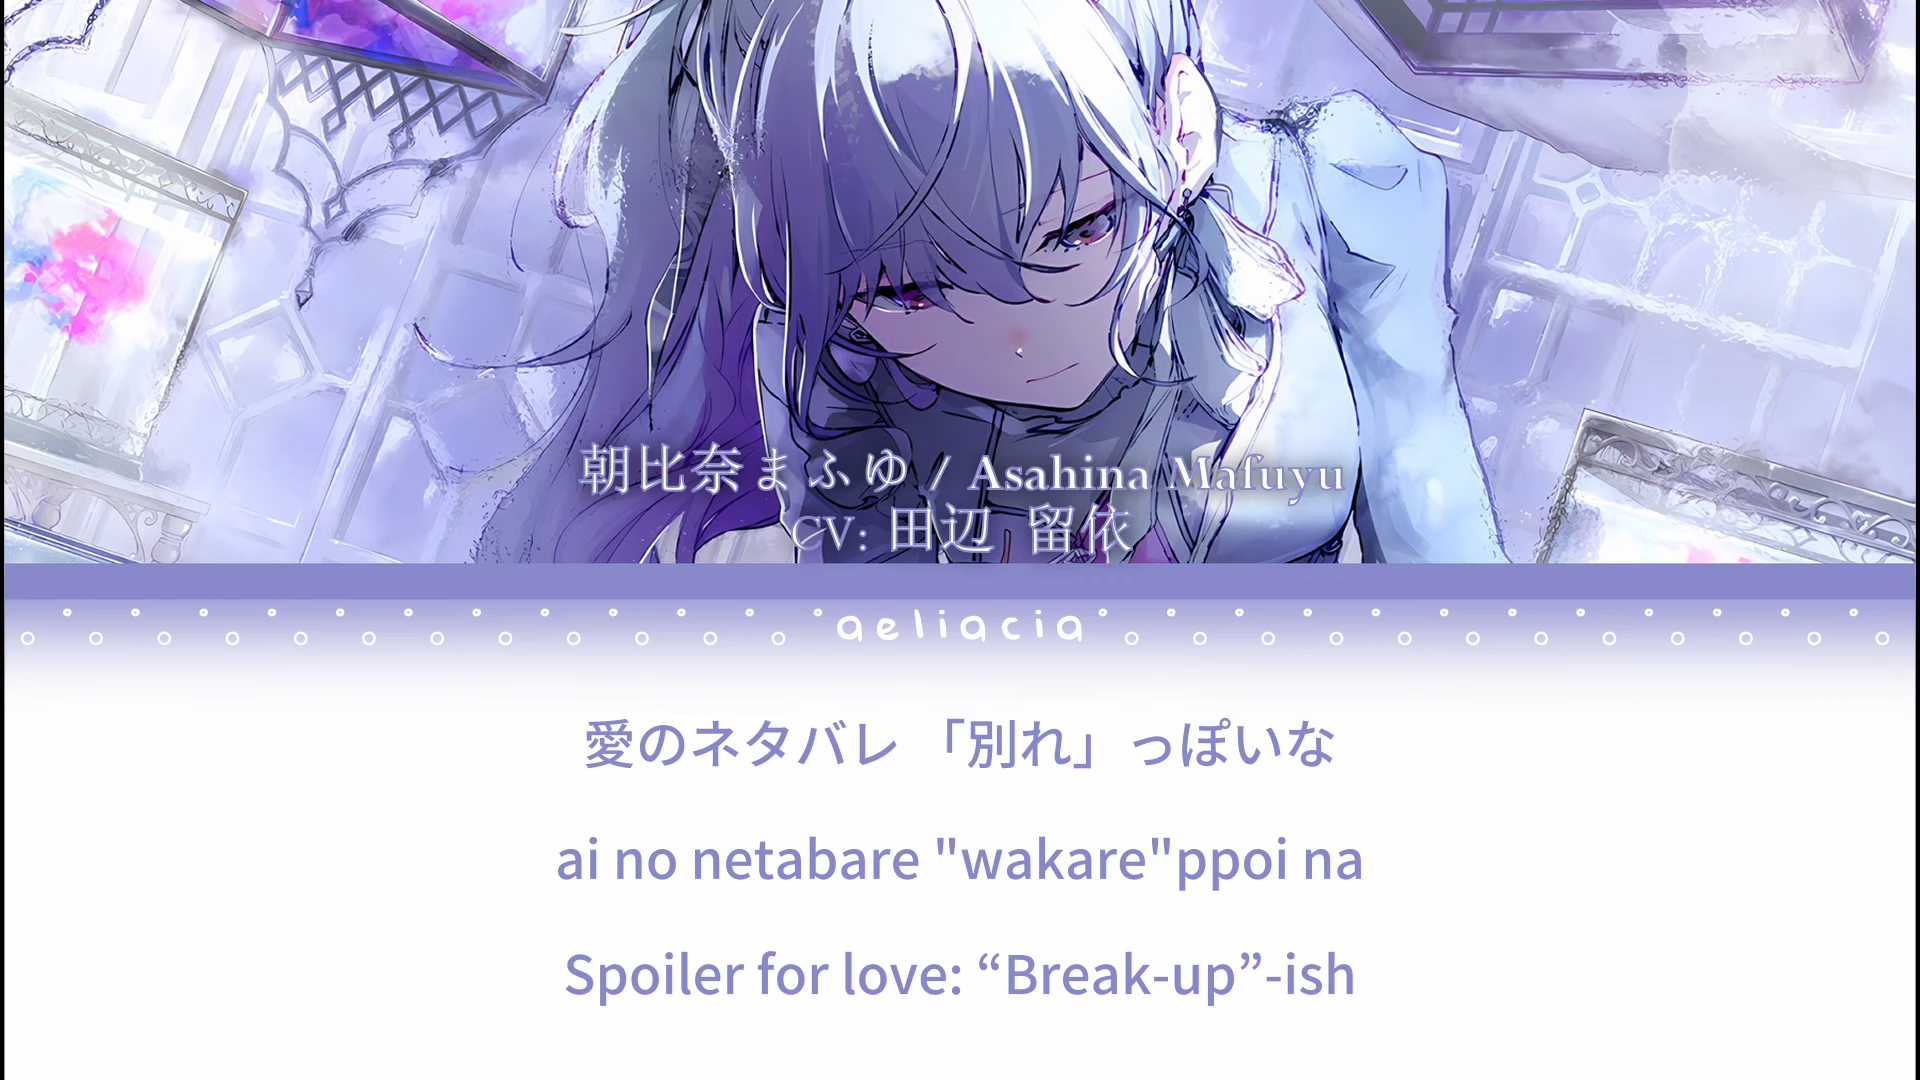 朝比奈まふゆ / Asahina Mafuyu
CV: 田辺 留依
aeliacia
愛のネタバレ 「別れ」っぽいな
ai no netabare "wakare"ppoi na
Spoiler for love: “Break-up”-ish